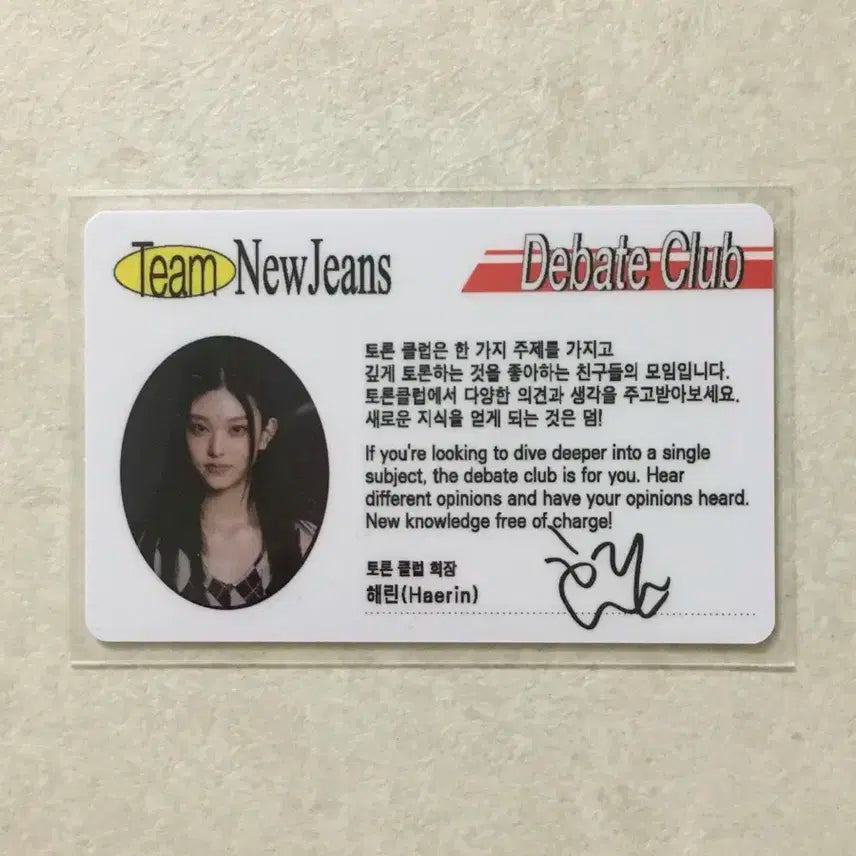 Team NewJeans
Debate Club
토론 클럽은 한 가지 주제를 가지고
깊게 토론하는 것을 좋아하는 친구들의 모임입니다.
토론클럽에서 다양한 의견과 생각을 주고받아보세요.
새로운 지식을 얻게 되는 것은 덤!
If you're looking to dive deeper into a single
subject, the debate club is for you. Hear
different opinions and have your opinions heard.
New knowledge free of charge!
토론 클럽 회장
해린(Haerin)